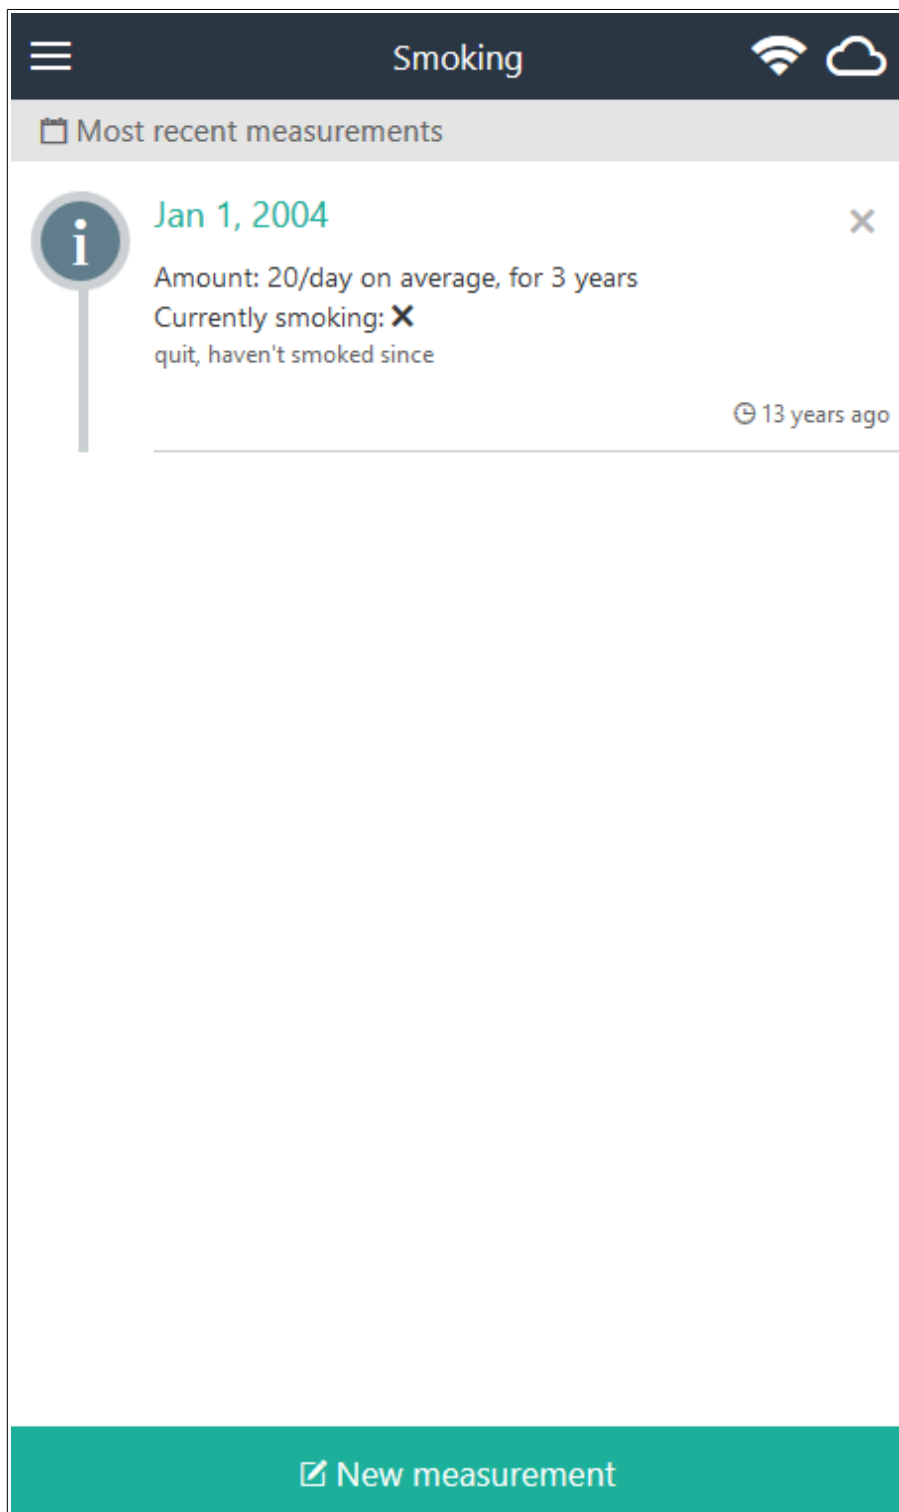 Smoking
Most recent measurements
i
Jan 1, 2004
Amount: 20/day on average, for 3 years
Currently smoking: ✕
quit, haven't smoked since
13 years ago
New measurement